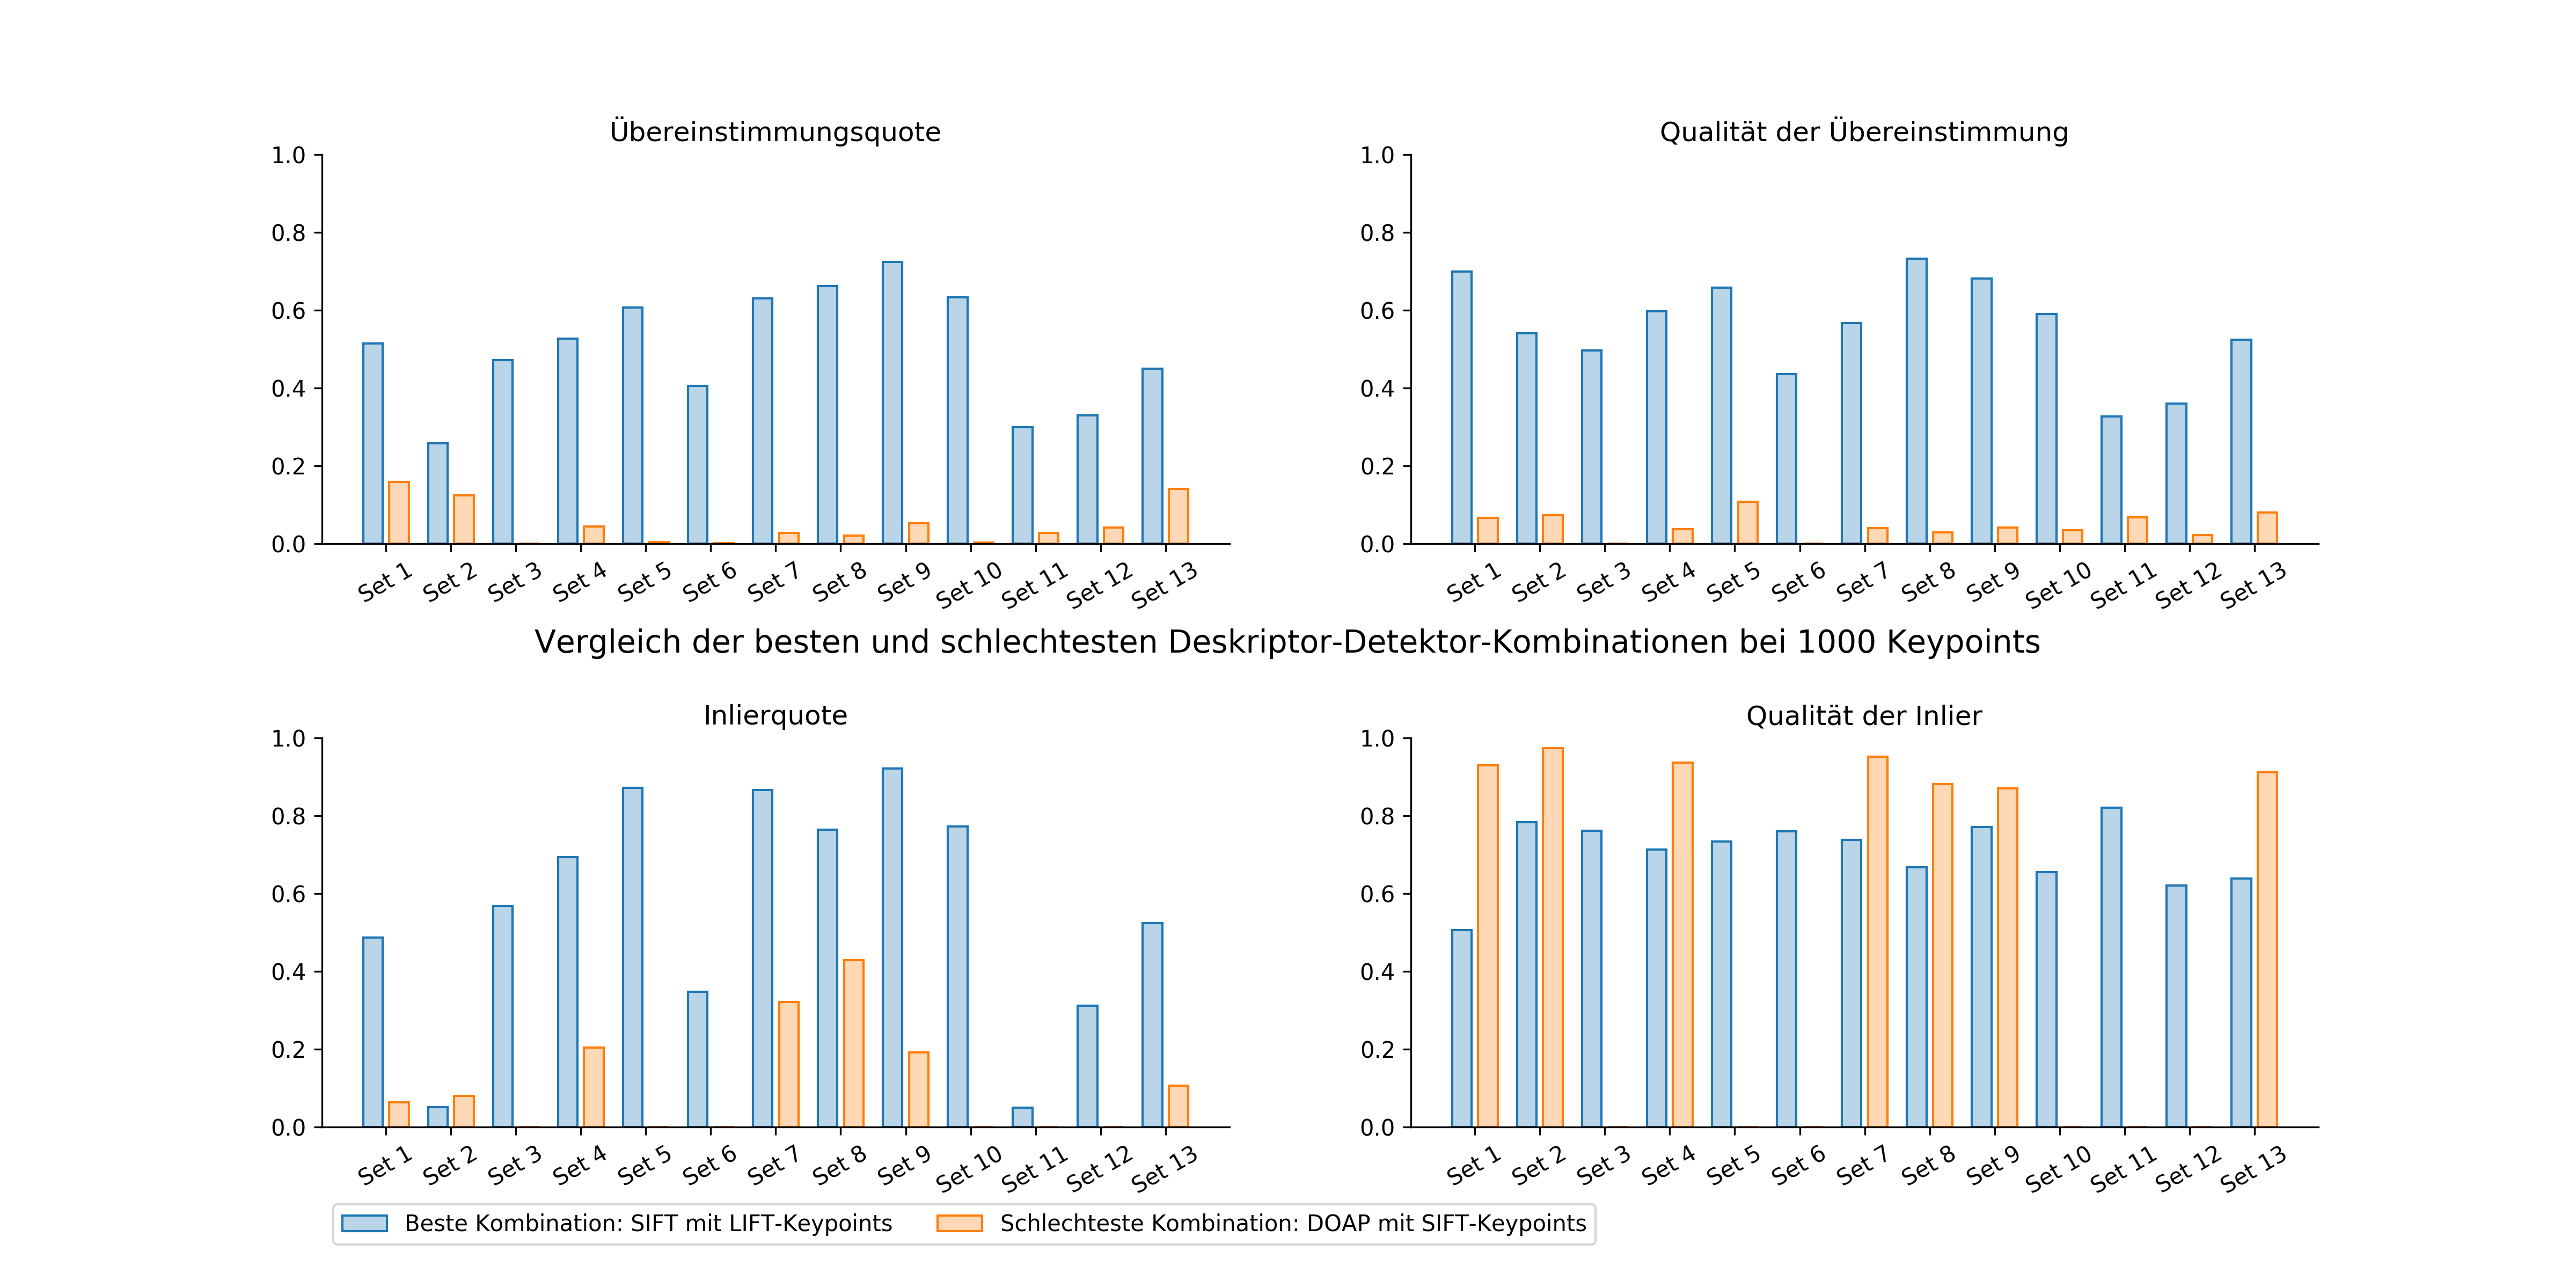 Übereinstimmungsquote
1.0
0.8
0.6
0.4
0.2
0.0
Set 1 Set 2 Set 3 Set 4 Set 5 Set 6 Set 7 Set 8 Set 9 Set 10 Set 11 Set 12 Set 13
Qualität der Übereinstimmung
1.0
0.8
0.6
0.4
0.2
0.0
Set 1 Set 2 Set 3 Set 4 Set 5 Set 6 Set 7 Set 8 Set 9 Set 10 Set 11 Set 12 Set 13
Vergleich der besten und schlechtesten Deskriptor-Detektor-Kombinationen bei 1000 Keypoints
Inlierquote
1.0
0.8
0.6
0.4
0.2
0.0
Set 1 Set 2 Set 3 Set 4 Set 5 Set 6 Set 7 Set 8 Set 9 Set 10 Set 11 Set 12 Set 13
Qualität der Inlier
1.0
0.8
0.6
0.4
0.2
0.0
Set 1 Set 2 Set 3 Set 4 Set 5 Set 6 Set 7 Set 8 Set 9 Set 10 Set 11 Set 12 Set 13
Beste Kombination: SIFT mit LIFT-Keypoints Schlechteste Kombination: DOAP mit SIFT-Keypoints